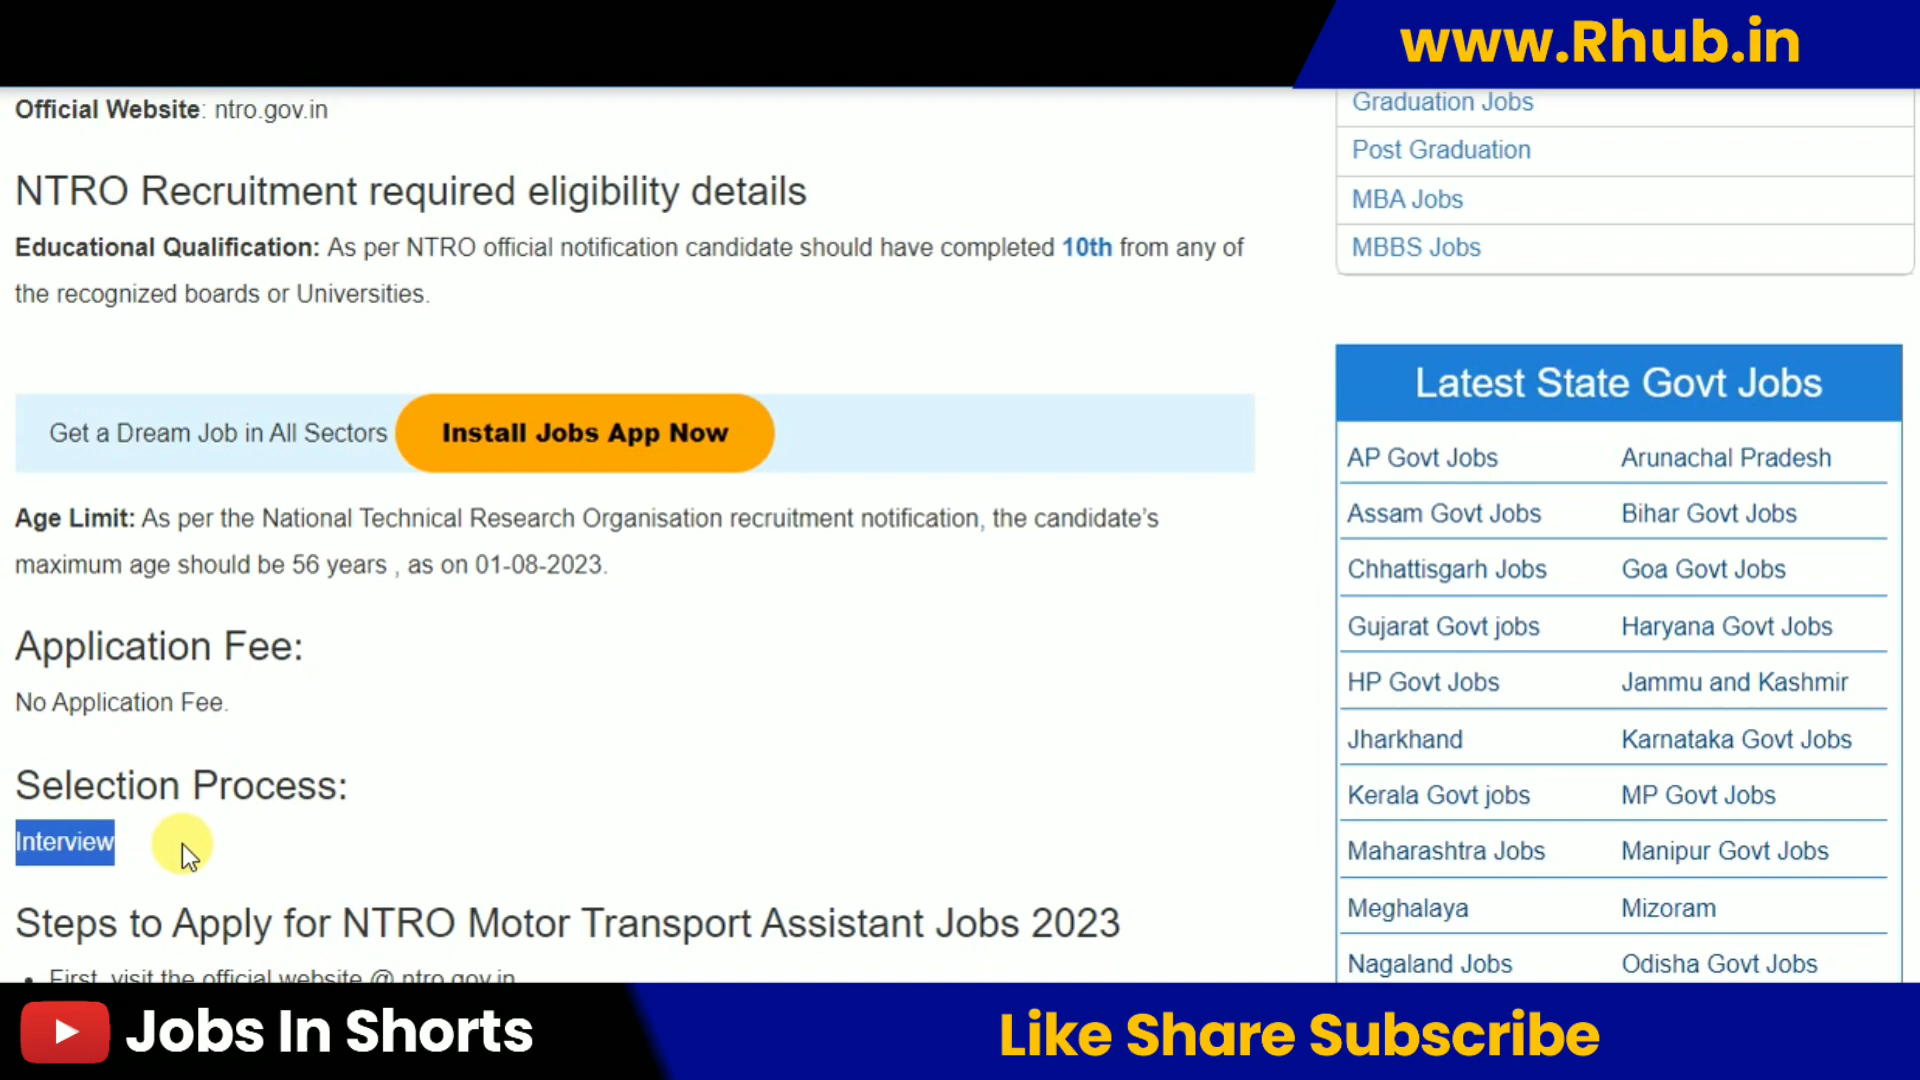 www.Rhub.in
Official Website: ntro.gov.in
NTRO Recruitment required eligibility details
Educational Qualification: As per NTRO official notification candidate should have completed 10th from any of
the recognized boards or Universities.
Get a Dream Job in All Sectors Install Jobs App Now
Age Limit: As per the National Technical Research Organisation recruitment notification, the candidate's
maximum age should be 56 years , as on 01-08-2023.
Application Fee:
No Application Fee.
Selection Process:
Interview
Steps to Apply for NTRO Motor Transport Assistant Jobs 2023
• First, visit the official website @ ntro.gov.in
Graduation Jobs
Post Graduation
MBA Jobs
MBBS Jobs
Latest State Govt Jobs
AP Govt Jobs Arunachal Pradesh
Assam Govt Jobs Bihar Govt Jobs
Chhattisgarh Jobs Goa Govt Jobs
Gujarat Govt jobs Haryana Govt Jobs
HP Govt Jobs Jammu and Kashmir
Jharkhand Karnataka Govt Jobs
Kerala Govt jobs MP Govt Jobs
Maharashtra Jobs Manipur Govt Jobs
Meghalaya Mizoram
Nagaland Jobs Odisha Govt Jobs
Jobs In Shorts
Like Share Subscribe